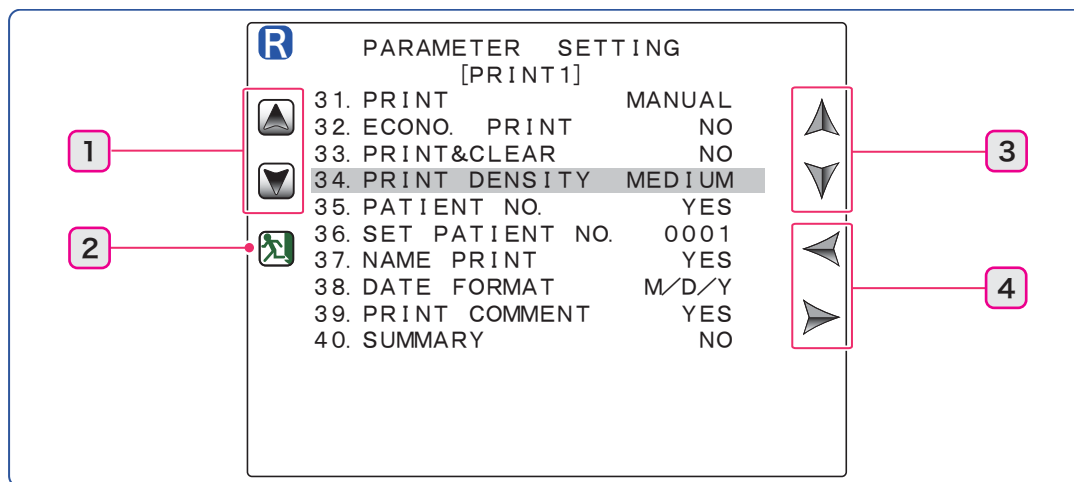 R
PARAMETER SETTING
[PRINT1]
31. PRINT MANUAL
32. ECONO. PRINT NO
33. PRINT&CLEAR NO
34. PRINT DENSITY MEDIUM
35. PATIENT NO. YES
36. SET PATIENT NO. 0001
37. NAME PRINT YES
38. DATE FORMAT M/D/Y
39. PRINT COMMENT YES
40. SUMMARY NO
1
2
3
4